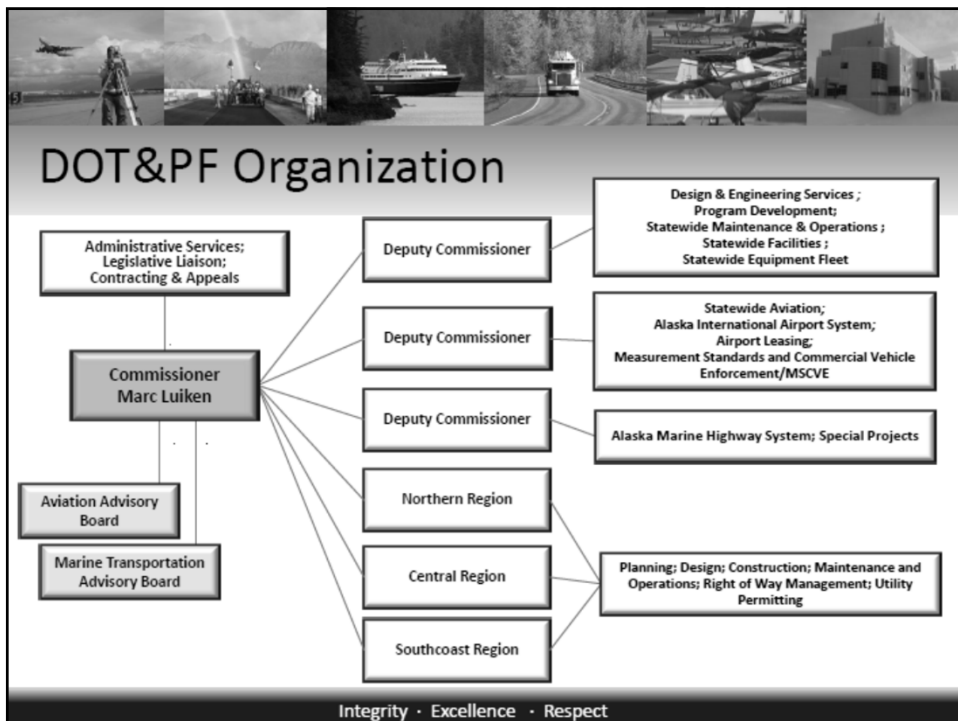 DOT&PF Organization
Administrative Services;
Legislative Liaison;
Contracting & Appeals
Commissioner
Marc Luiken
Aviation Advisory
Board
Marine Transportation
Advisory Board
Deputy Commissioner
Design & Engineering Services ;
Program Development;
Statewide Maintenance & Operations ;
Statewide Facilities ;
Statewide Equipment Fleet
Deputy Commissioner
Statewide Aviation;
Alaska International Airport System;
Airport Leasing;
Measurement Standards and Commercial Vehicle
Enforcement/MSCVE
Deputy Commissioner
Alaska Marine Highway System; Special Projects
Northern Region
Central Region
Southcoast Region
Planning; Design; Construction; Maintenance and
Operations; Right of Way Management; Utility
Permitting
Integrity · Excellence · Respect